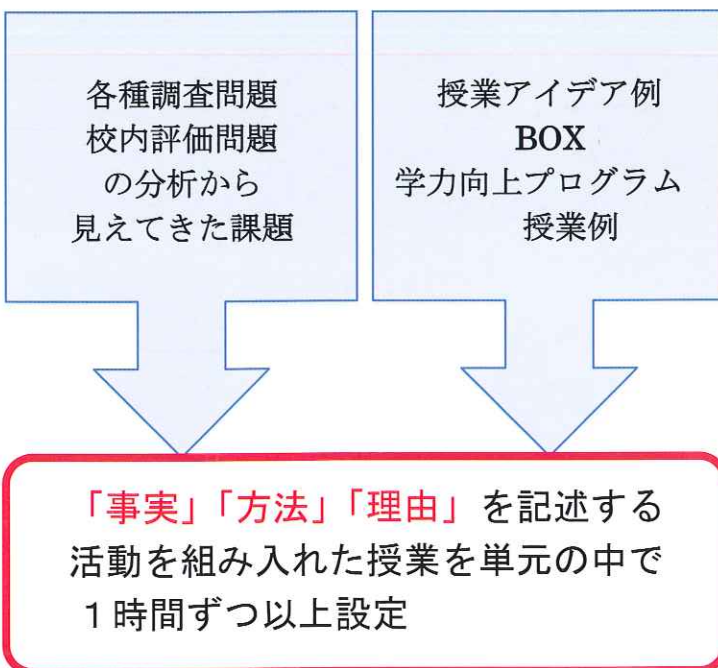 各種調査問題
校内評価問題
の分析から
見えてきた課題
授業アイデア例
BOX
学力向上プログラム
授業例
「事実」「方法」「理由」を記述する
活動を組み入れた授業を単元の中で
１時間ずつ以上設定